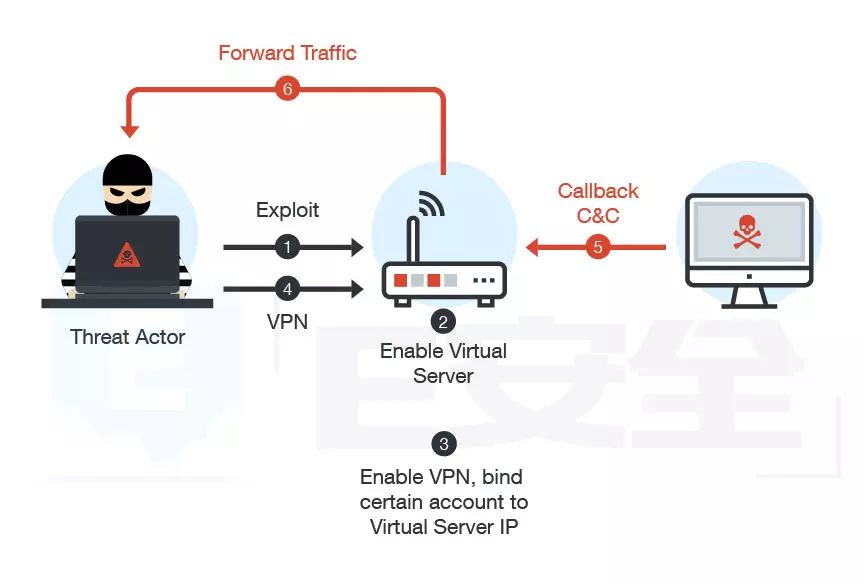 Forward Traffic
6
Exploit
1
4
VPN
Threat Actor
Callback
C&C
5
2
Enable Virtual
Server
3
Enable VPN, bind
certain account to
Virtual Server IP
E安全